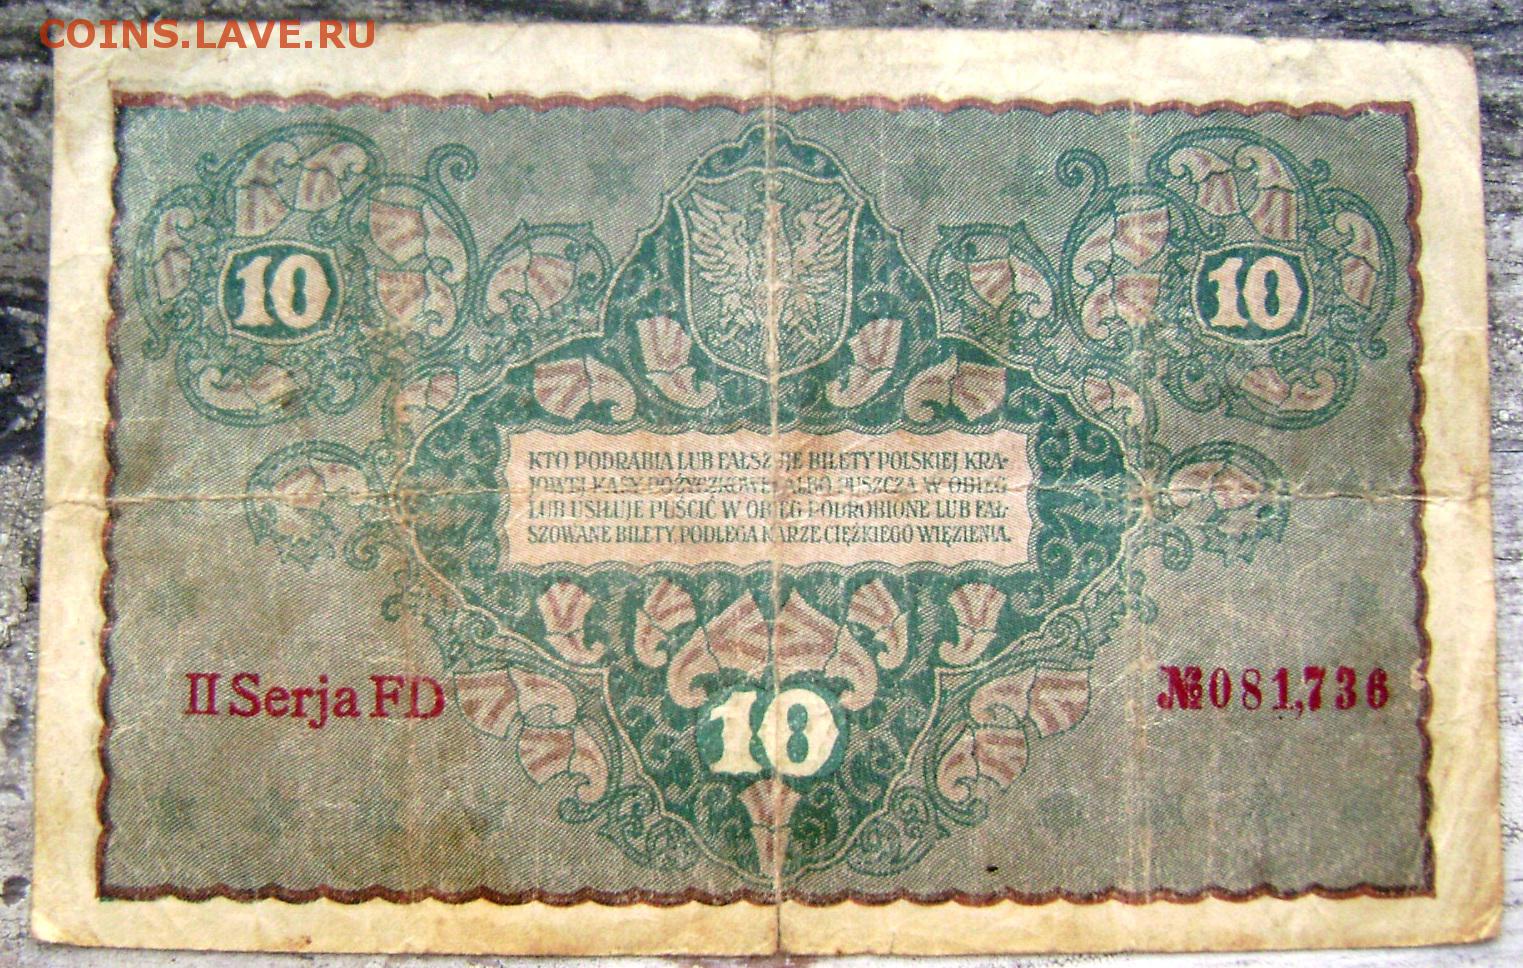 COINS.LAVE.RU
10
10
KTO PODRABIA LUB FAŁSZUJE BILETY POLSKIEJ KRA-
JOWEJ KASY POŻYCZKOWEJ ALBO PUSZCZA W OBIEG
LUB USIŁUJE PUŚCIĆ W OBIEG PODROBIONE LUB FAŁ-
SZOWANE BILETY, PODLEGA KARZE CIĘŻKIEGO WIĘZIENIA.
II Serja FD
№081,736
10